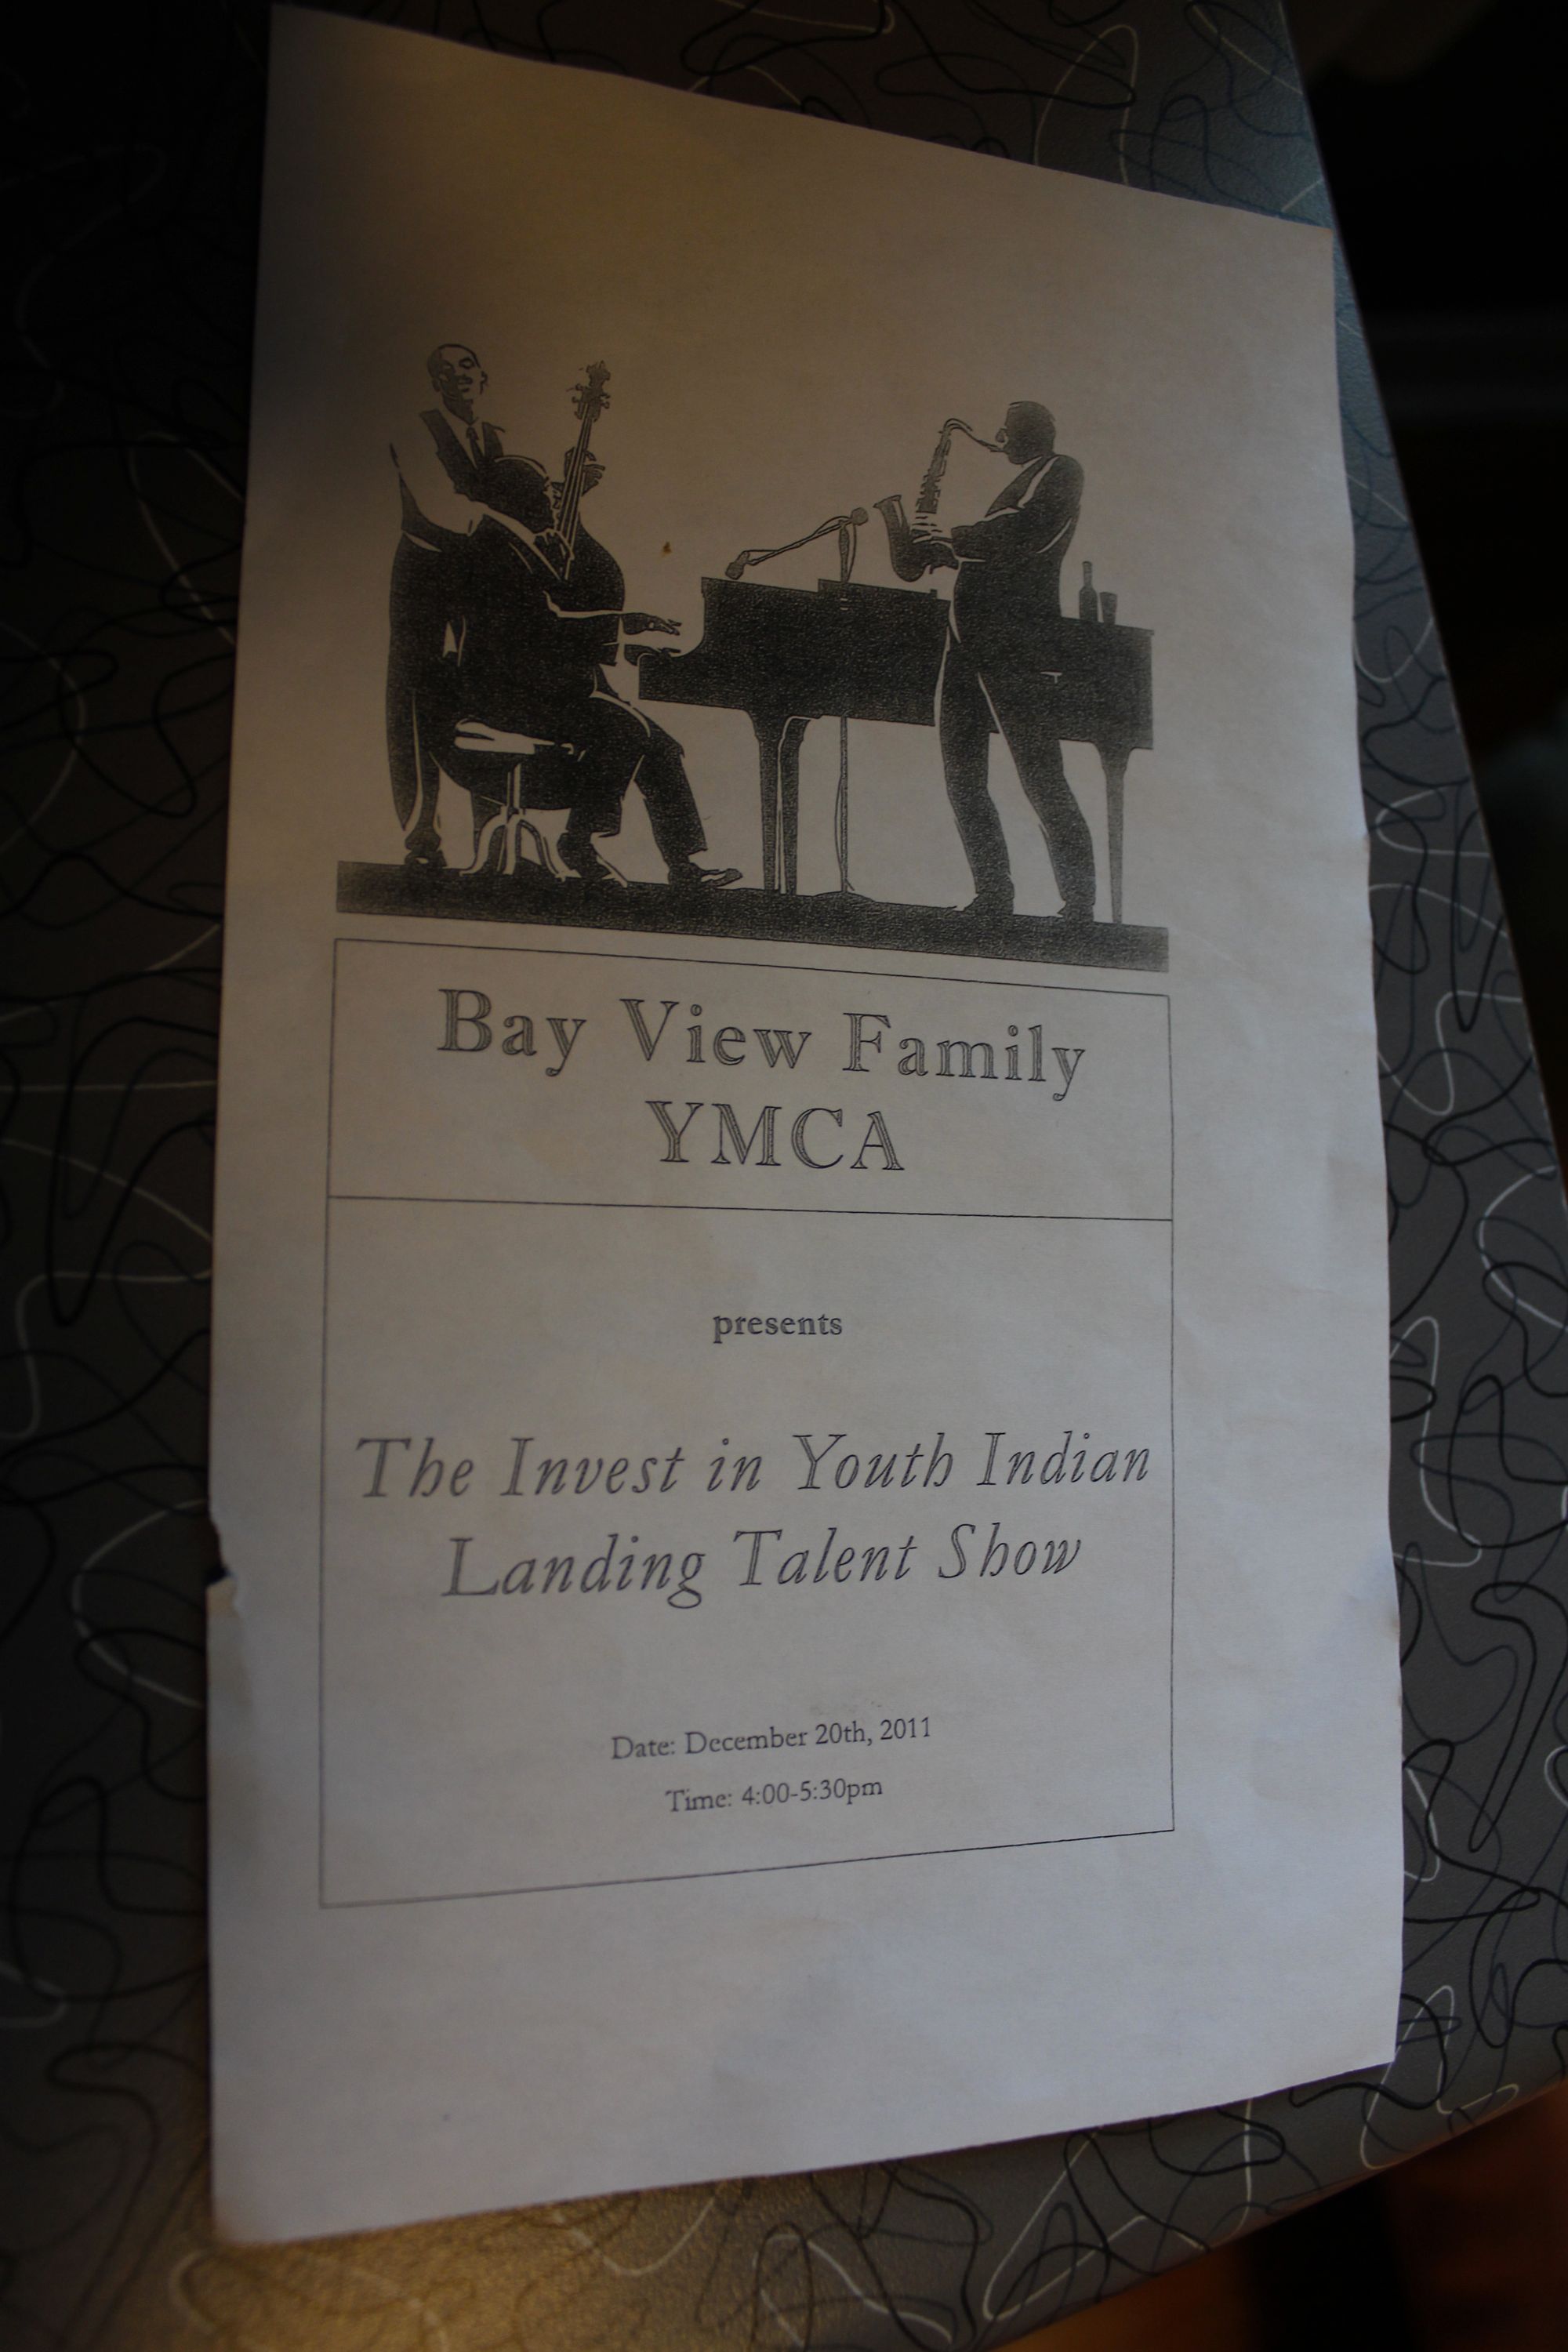 Bay View Family
YMCA
presents
The Invest in Youth Indian
Landing Talent Show
Date: December 20th, 2011
Time: 4:00-5:30pm